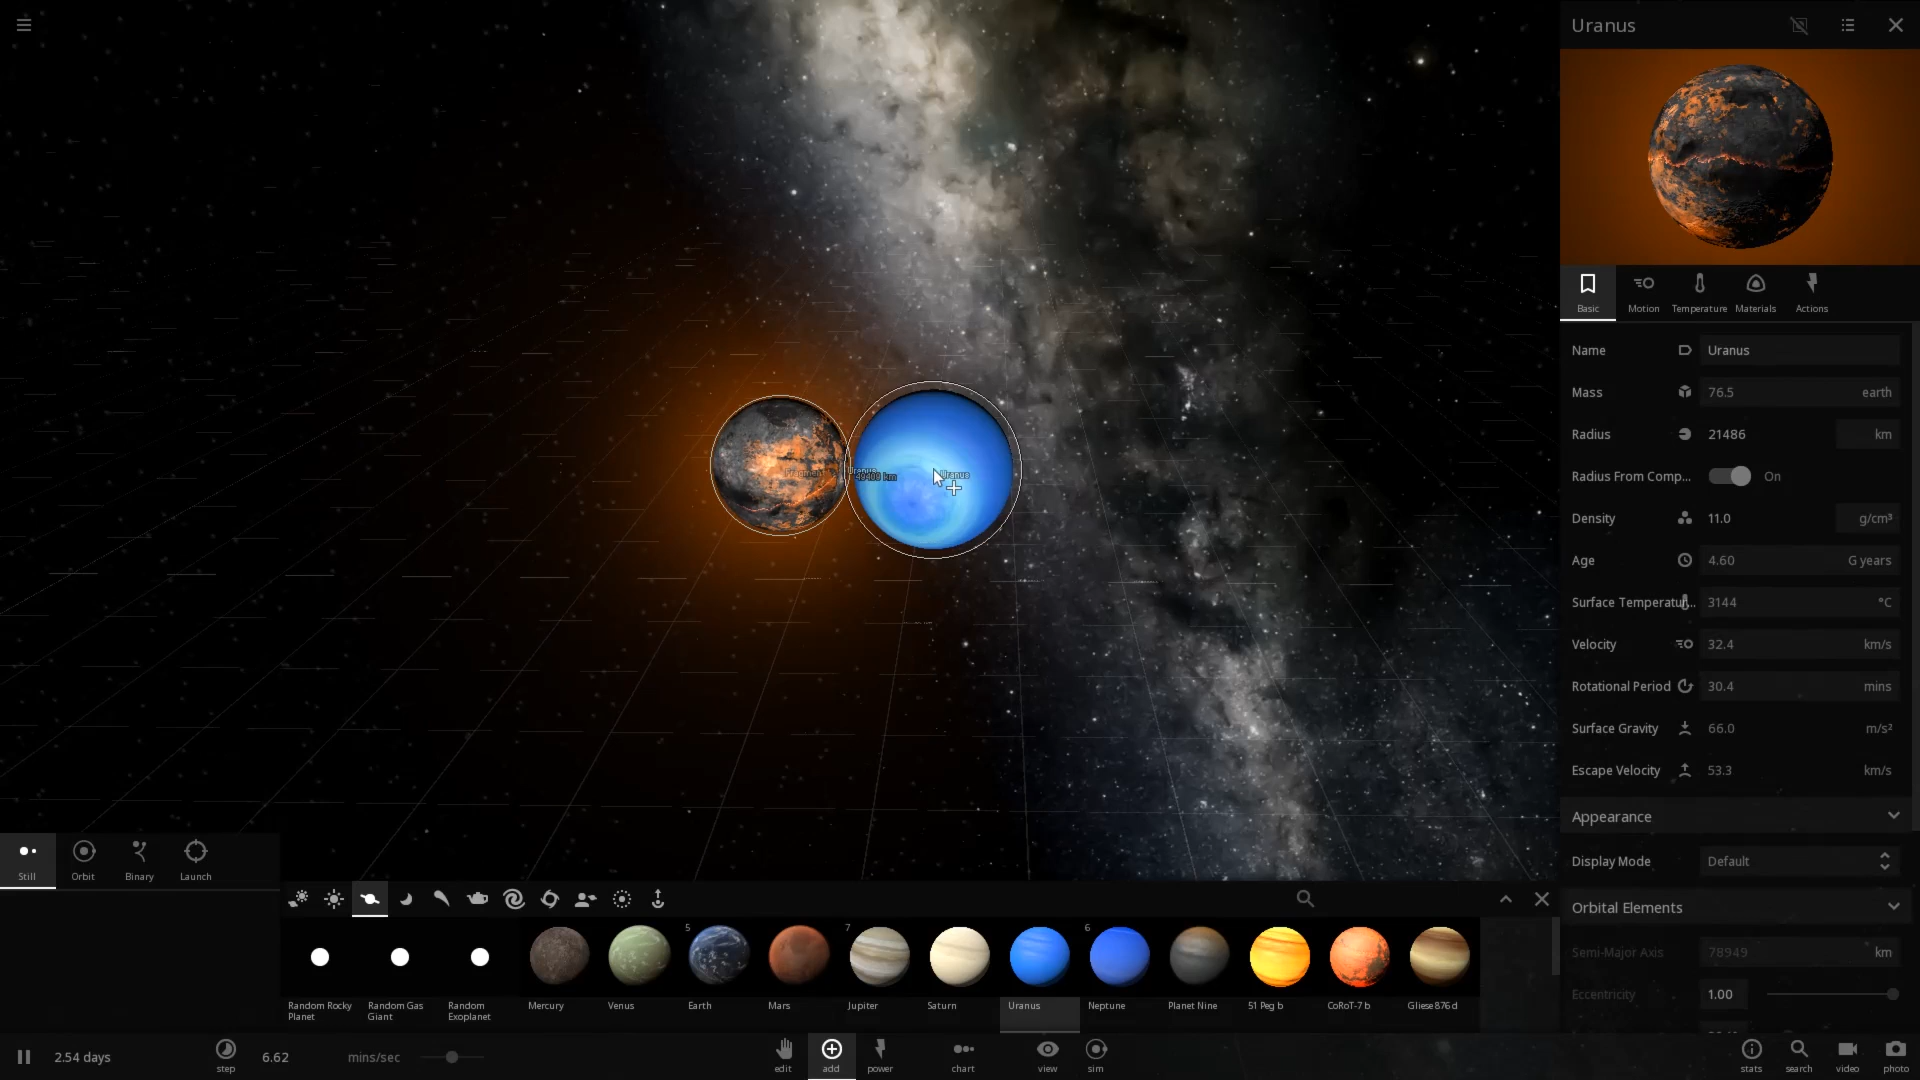 Uranus
Basic
Motion
Temperature
Materials
Actions
Name
Uranus
Mass
76.5
earth
Radius
21486
km
Radius From Comp...
On
Density
11.0
g/cm³
Age
4.60
G years
Surface Temperatur...
3144
°C
Velocity
32.4
km/s
Rotational Period
30.4
mins
Surface Gravity
66.0
m/s²
Escape Velocity
53.3
km/s
Appearance
Display Mode
Default
Orbital Elements
Semi-Major Axis
78949
km
Eccentricity
1.00
Uranus
Uranus
km
Still
Orbit
Binary
Launch
5
7
6
Random Rocky
Planet
Random Gas
Giant
Random
Exoplanet
Mercury
Venus
Earth
Mars
Jupiter
Saturn
Uranus
Neptune
Planet Nine
51 Peg b
CoRoT-7 b
Gliese 876 d
2.54 days
step
6.62
mins/sec
edit
add
power
chart
view
sim
stats
search
video
photo